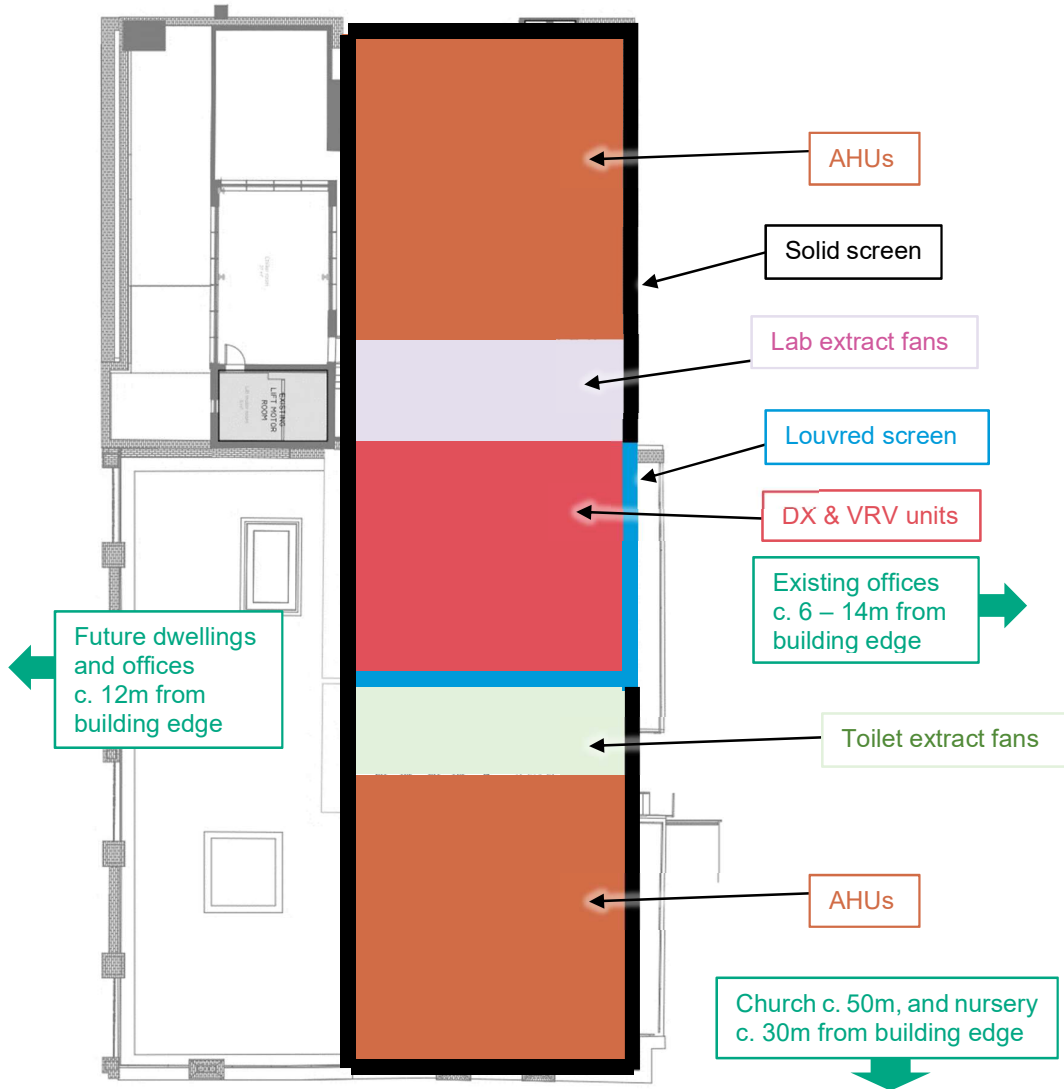 AHUs
Solid screen
Lab extract fans
EXISTING
LIFT MOTOR
ROOM
Louvred screen
DX & VRV units
Existing offices
c. 6 – 14m from
building edge
Future dwellings
and offices
c. 12m from
building edge
Toilet extract fans
AHUs
Church c. 50m, and nursery
c. 30m from building edge